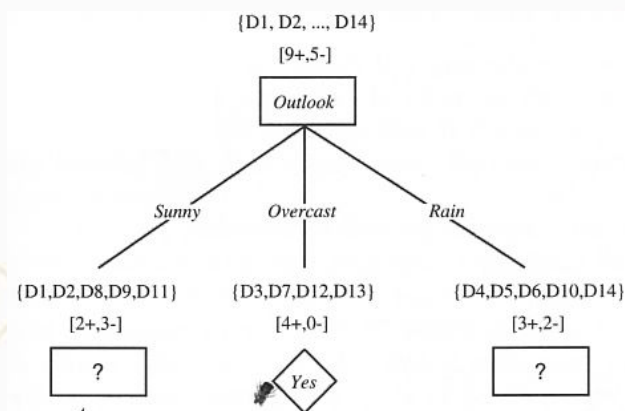 {D1, D2, ..., D14}
[9+,5-]
Outlook
Sunny Overcast Rain
{D1,D2,D8,D9,D11} {D3,D7,D12,D13} {D4,D5,D6,D10,D14}
[2+,3-] [4+,0-] [3+,2-]
? Yes ?